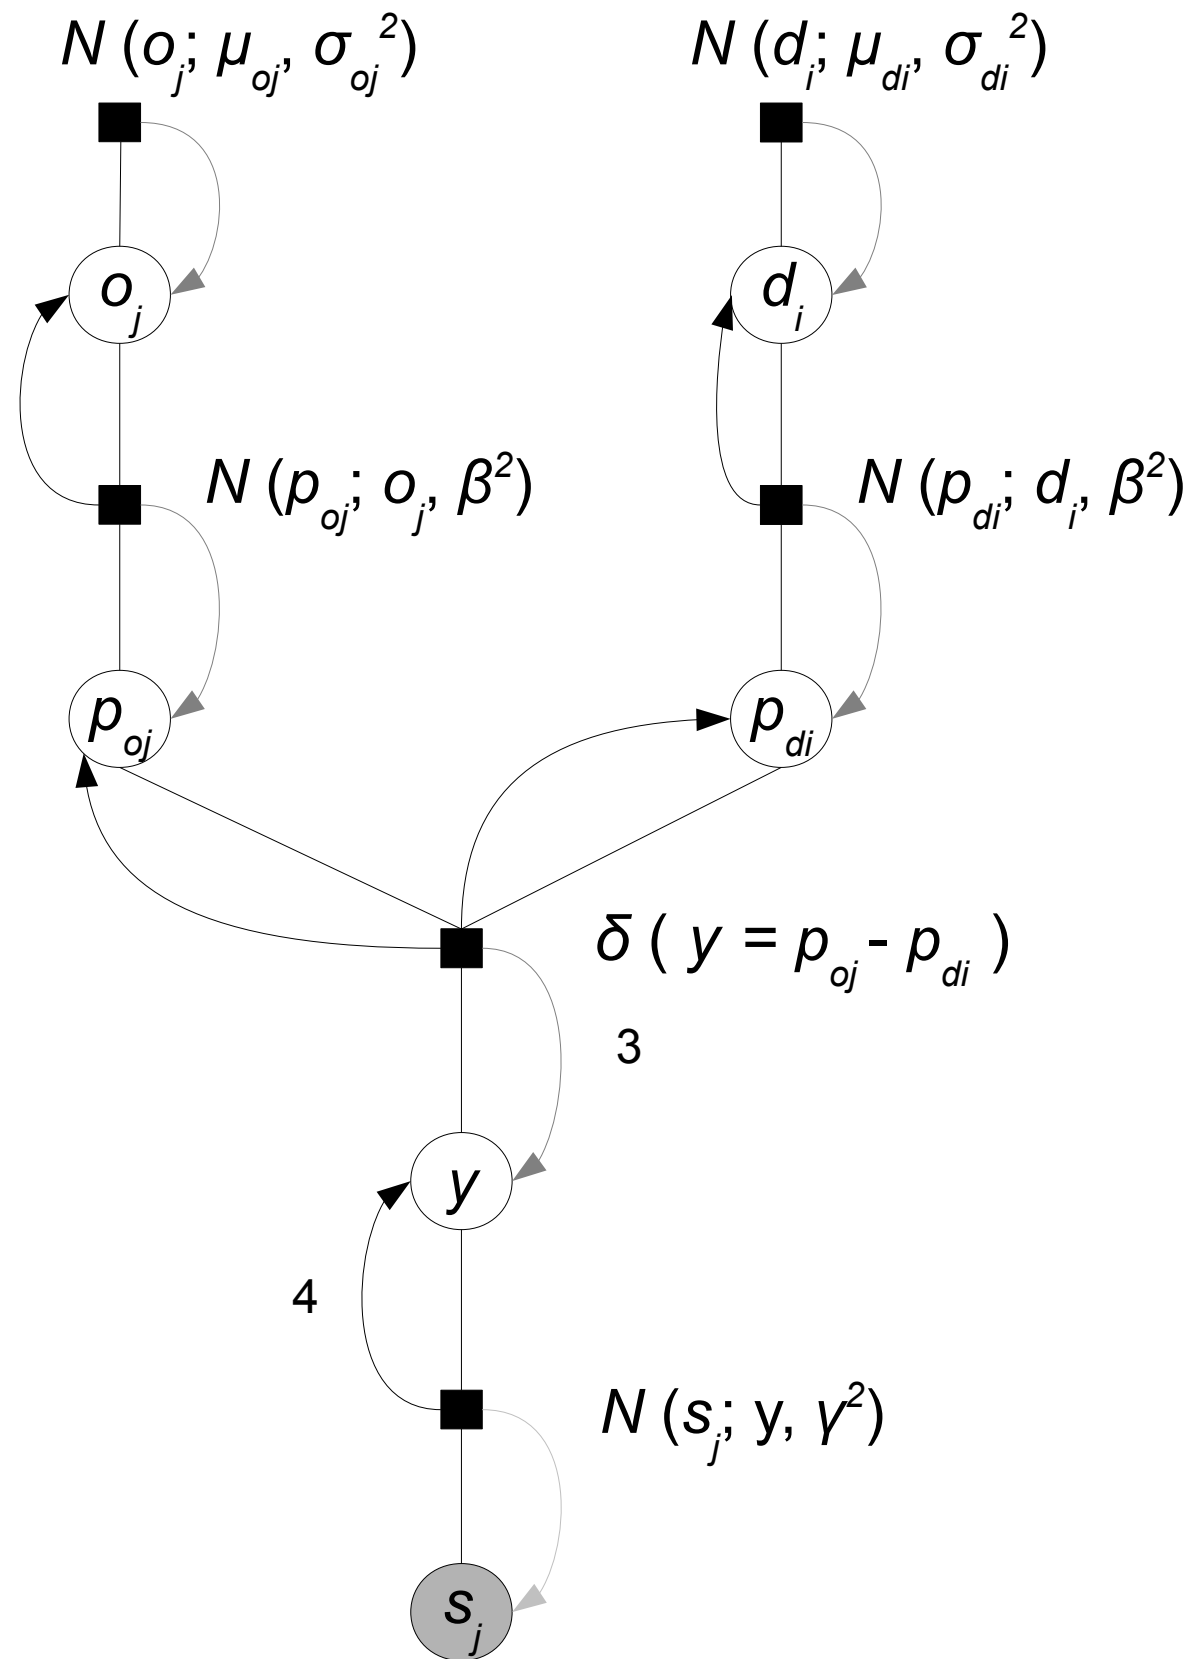 N (o_j; μ_oj, σ_oj²) N (d_i; μ_di, σ_di²)
o_j d_i
N (p_oj; o_j, β²) N (p_di; d_i, β²)
p_oj p_di
δ ( y = p_oj - p_di )
3
y
4
N (s_j; y, γ²)
s_j